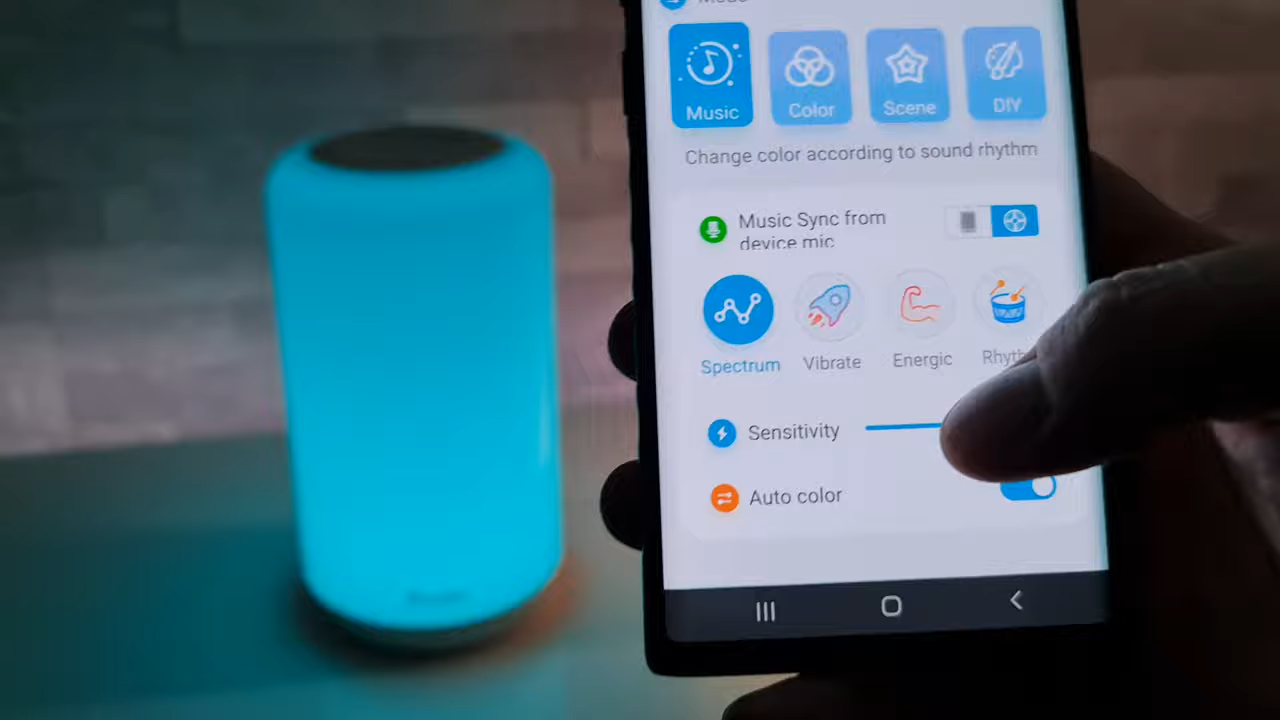 Mode
Music
Color
Scene
DIY
Change color according to sound rhythm
Music Sync from
device mic
Spectrum
Vibrate
Energic
Sensitivity
Auto color